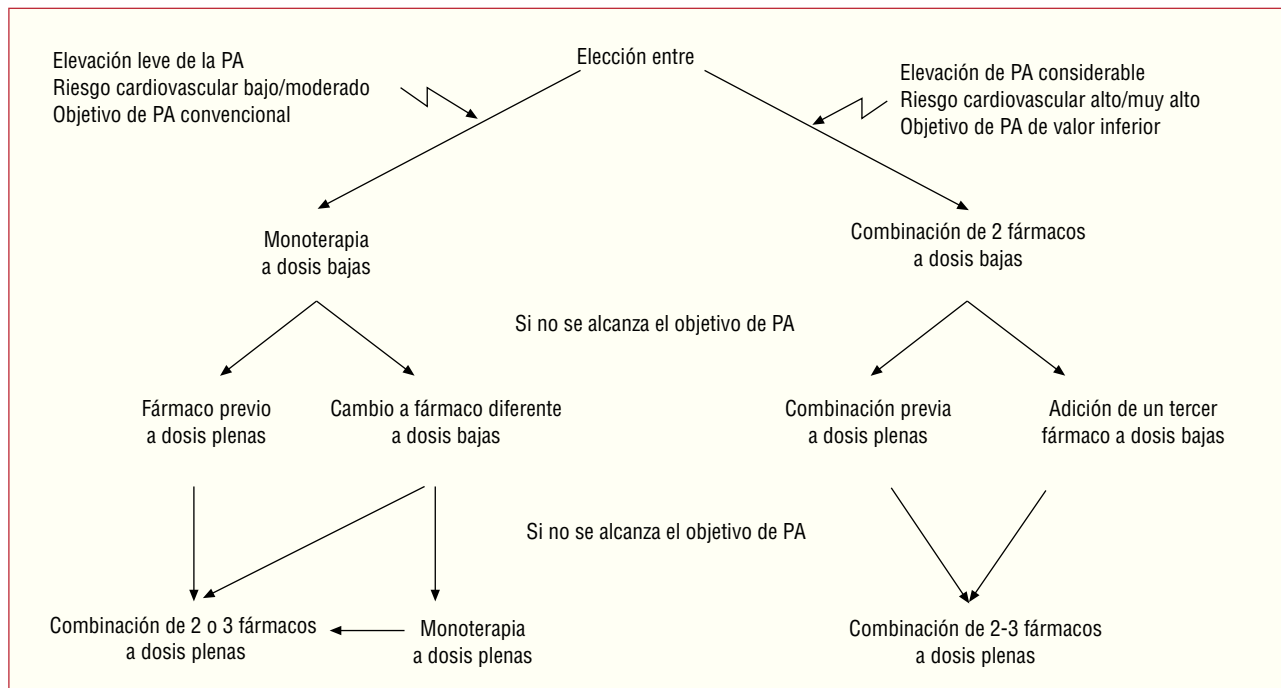 Elección entre
Elevación leve de la PA
Riesgo cardiovascular bajo/moderado
Objetivo de PA convencional
Elevación de PA considerable
Riesgo cardiovascular alto/muy alto
Objetivo de PA de valor inferior
Monoterapia
a dosis bajas
Combinación de 2 fármacos
a dosis bajas
Si no se alcanza el objetivo de PA
Fármaco previo
a dosis plenas
Cambio a fármaco diferente
a dosis bajas
Combinación previa
a dosis plenas
Adición de un tercer
fármaco a dosis bajas
Si no se alcanza el objetivo de PA
Combinación de 2 o 3 fármacos
a dosis plenas
Monoterapia
a dosis plenas
Combinación de 2-3 fármacos
a dosis plenas